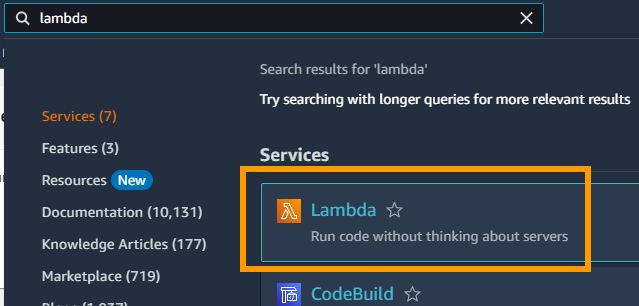 lambda
Search results for 'lambda'
Try searching with longer queries for more relevant results
Services (7)
Features (3)
Resources New
Documentation (10,131)
Knowledge Articles (177)
Marketplace (719)
Services
Lambda
Run code without thinking about servers
CodeBuild